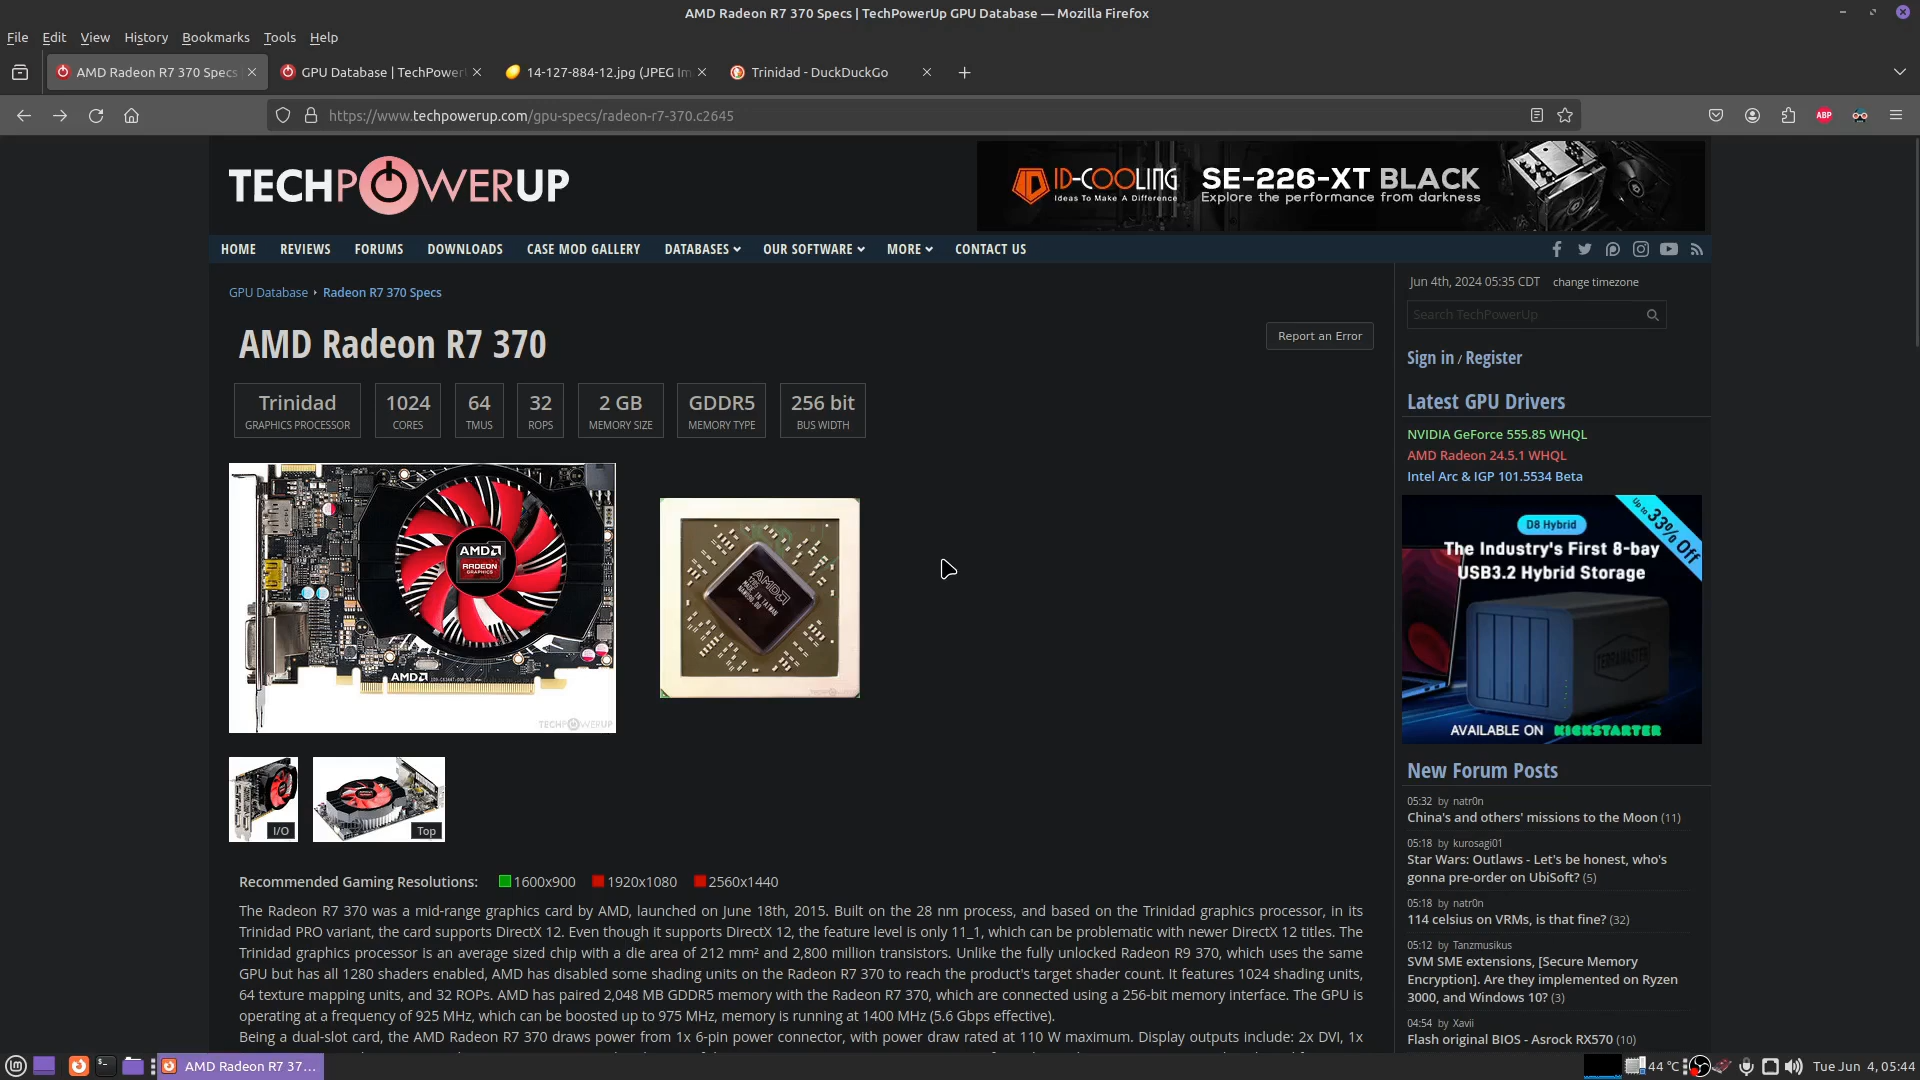 AMD Radeon R7 370 Specs | TechPowerUp GPU Database — Mozilla Firefox
File Edit View History Bookmarks Tools Help
AMD Radeon R7 370 Specs
GPU Database | TechPower
14-127-884-12.jpg (JPEG Im
Trinidad - DuckDuckGo
https://www.techpowerup.com/gpu-specs/radeon-r7-370.c2645
ABP
TECHPOWERUP
ID-COOLING
Ideas To Make A Difference
SE-226-XT BLACK
Explore the performance from darkness
HOME REVIEWS FORUMS DOWNLOADS CASE MOD GALLERY DATABASES OUR SOFTWARE MORE CONTACT US
GPU Database ▸ Radeon R7 370 Specs
AMD Radeon R7 370
Report an Error
Trinidad
GRAPHICS PROCESSOR
1024
CORES
64
TMUS
32
ROPS
2 GB
MEMORY SIZE
GDDR5
MEMORY TYPE
256 bit
BUS WIDTH
AMD
RADEON
GRAPHICS
AMD
TECHPOWERUP
AMD
MADE IN TAIWAN
I/O
Top
Recommended Gaming Resolutions: 1600x900 1920x1080 2560x1440
The Radeon R7 370 was a mid-range graphics card by AMD, launched on June 18th, 2015. Built on the 28 nm process, and based on the Trinidad graphics processor, in its
Trinidad PRO variant, the card supports DirectX 12. Even though it supports DirectX 12, the feature level is only 11_1, which can be problematic with newer DirectX 12 titles. The
Trinidad graphics processor is an average sized chip with a die area of 212 mm² and 2,800 million transistors. Unlike the fully unlocked Radeon R9 370, which uses the same
GPU but has all 1280 shaders enabled, AMD has disabled some shading units on the Radeon R7 370 to reach the product's target shader count. It features 1024 shading units,
64 texture mapping units, and 32 ROPs. AMD has paired 2,048 MB GDDR5 memory with the Radeon R7 370, which are connected using a 256-bit memory interface. The GPU is
operating at a frequency of 925 MHz, which can be boosted up to 975 MHz, memory is running at 1400 MHz (5.6 Gbps effective).
Being a dual-slot card, the AMD Radeon R7 370 draws power from 1x 6-pin power connector, with power draw rated at 110 W maximum. Display outputs include: 2x DVI, 1x
Jun 4th, 2024 05:35 CDT change timezone
Search TechPowerUp
Sign in / Register
Latest GPU Drivers
NVIDIA GeForce 555.85 WHQL
AMD Radeon 24.5.1 WHQL
Intel Arc & IGP 101.5534 Beta
Up to 33% Off
D8 Hybrid
The Industry's First 8-bay
USB3.2 Hybrid Storage
TERRAMASTER
AVAILABLE ON KICKSTARTER
New Forum Posts
05:32 by natr0n
China's and others' missions to the Moon (11)
05:18 by kurosagi01
Star Wars: Outlaws - Let's be honest, who's
gonna pre-order on UbiSoft? (5)
05:18 by natr0n
114 celsius on VRMs, is that fine? (32)
05:12 by Tanzmusikus
SVM SME extensions, [Secure Memory
Encryption]. Are they implemented on Ryzen
3000, and Windows 10? (3)
04:54 by Xavii
Flash original BIOS - Asrock RX570 (10)
AMD Radeon R7 37...
44 °C
Tue Jun 4, 05:44